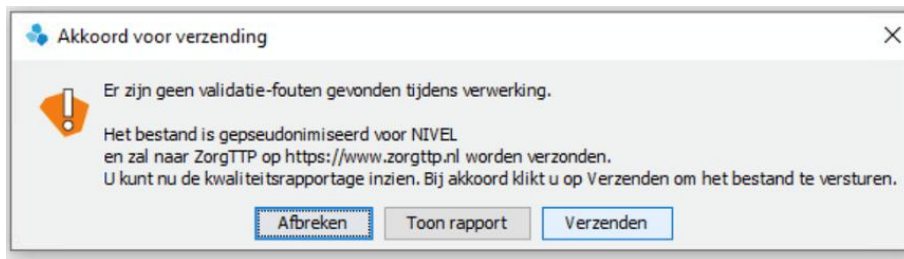 Akkoord voor verzending
Er zijn geen validatie-fouten gevonden tijdens verwerking.
Het bestand is gepseudonimiseerd voor NIVEL
en zal naar ZorgTTP op https://www.zorgttp.nl worden verzonden.
U kunt nu de kwaliteitsrapportage inzien. Bij akkoord klikt u op Verzenden om het bestand te versturen.
Afbreken Toon rapport Verzenden